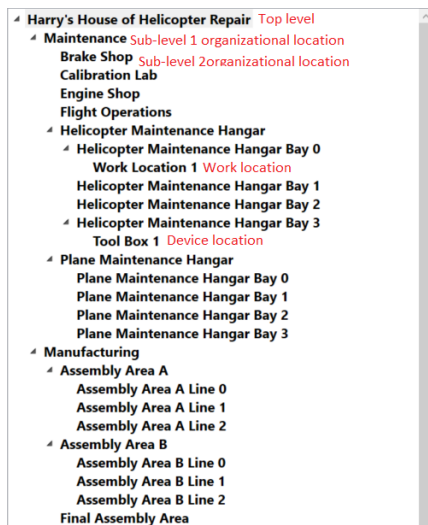 Harry's House of Helicopter Repair Top level
Maintenance Sub-level 1 organizational location
Brake Shop Sub-level 2organizational location
Calibration Lab
Engine Shop
Flight Operations
Helicopter Maintenance Hangar
Helicopter Maintenance Hangar Bay 0
Work Location 1 Work location
Helicopter Maintenance Hangar Bay 1
Helicopter Maintenance Hangar Bay 2
Helicopter Maintenance Hangar Bay 3
Tool Box 1 Device location
Plane Maintenance Hangar
Plane Maintenance Hangar Bay 0
Plane Maintenance Hangar Bay 1
Plane Maintenance Hangar Bay 2
Plane Maintenance Hangar Bay 3
Manufacturing
Assembly Area A
Assembly Area A Line 0
Assembly Area A Line 1
Assembly Area A Line 2
Assembly Area B
Assembly Area B Line 0
Assembly Area B Line 1
Assembly Area B Line 2
Final Assembly Area